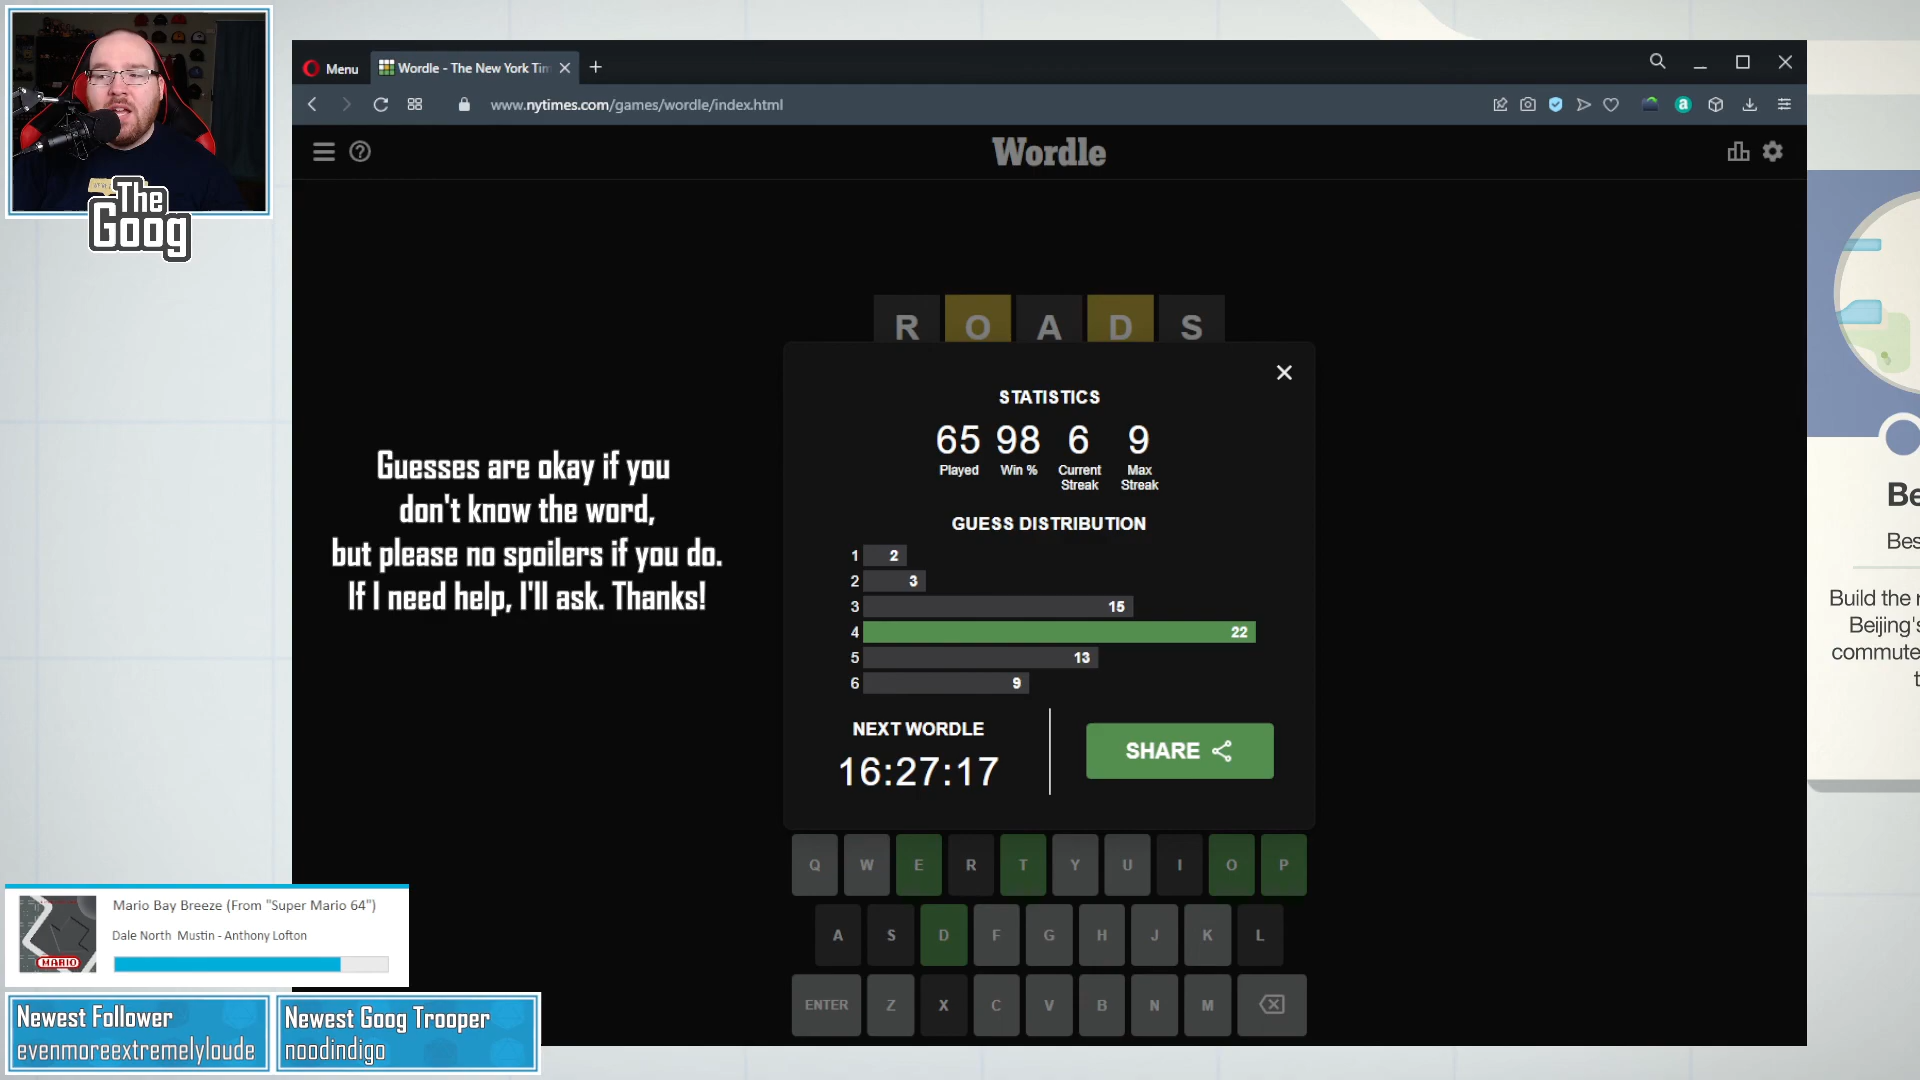 The
Goog
Menu
Wordle - The New York Tim
www.nytimes.com/games/wordle/index.html
Wordle
R O A D S
STATISTICS
65 98 6 9
Played Win % Current Streak Max Streak
GUESS DISTRIBUTION
1 2
2 3
3 15
4 22
5 13
6 9
NEXT WORDLE
16:27:17
SHARE
Q W E R T Y U I O P
A S D F G H J K L
ENTER Z X C V B N M
Guesses are okay if you
don't know the word,
but please no spoilers if you do.
If I need help, I'll ask. Thanks!
Be
Bes
Build the r
Beijing's
commute
t
Mario Bay Breeze (From "Super Mario 64")
Dale North Mustin - Anthony Lofton
MARIO
Newest Follower
evenmoreextremelyloude
Newest Goog Trooper
noodindigo